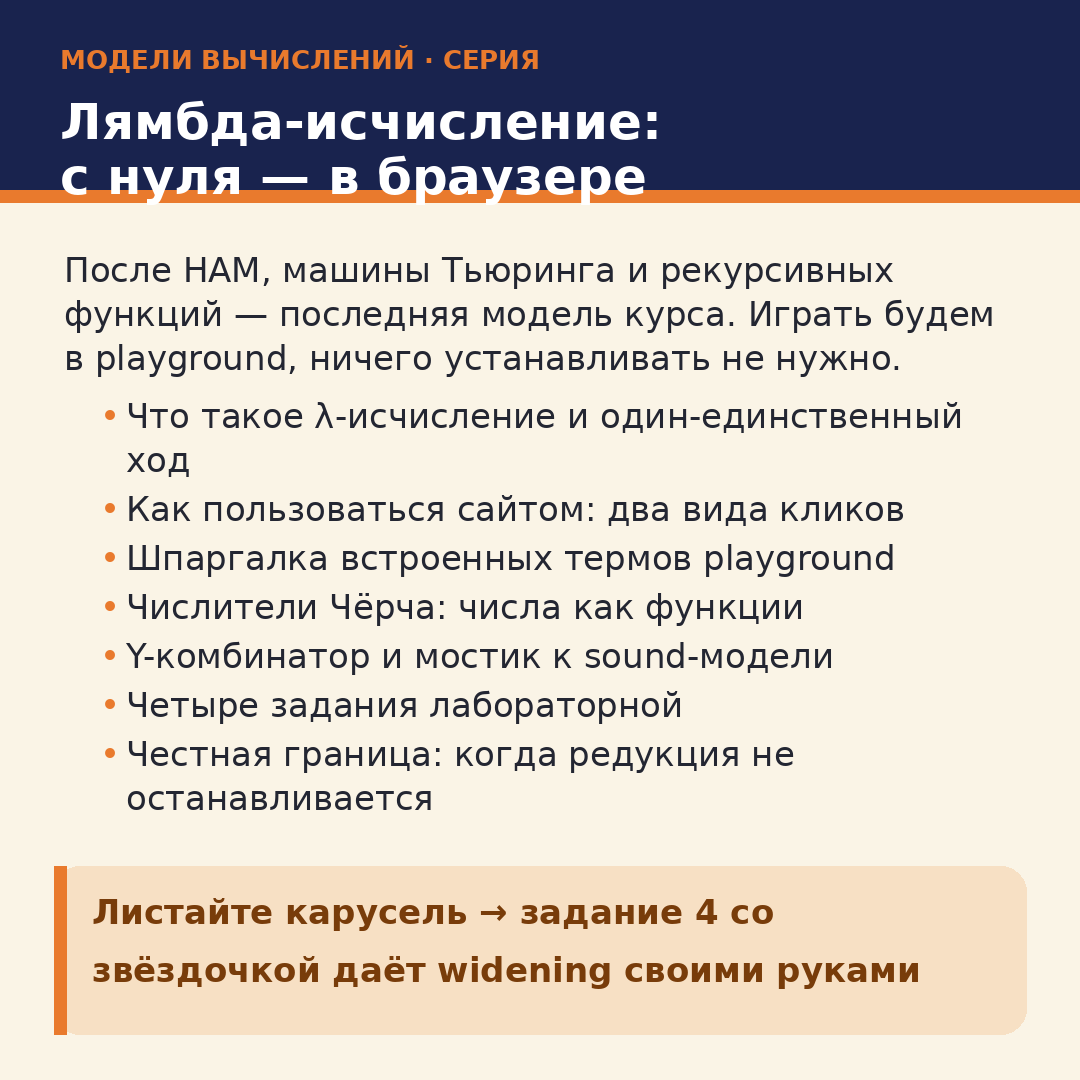 МОДЕЛИ ВЫЧИСЛЕНИЙ · СЕРИЯ
Лямбда-исчисление:
с нуля — в браузере
После НАМ, машины Тьюринга и рекурсивных
функций — последняя модель курса. Играть будем
в playground, ничего устанавливать не нужно.
• Что такое λ-исчисление и один-единственный
ход
• Как пользоваться сайтом: два вида кликов
• Шпаргалка встроенных термов playground
• Числители Чёрча: числа как функции
• Y-комбинатор и мостик к sound-модели
• Четыре задания лабораторной
• Честная граница: когда редукция не
останавливается
Листайте карусель → задание 4 со
звёздочкой даёт widening своими руками